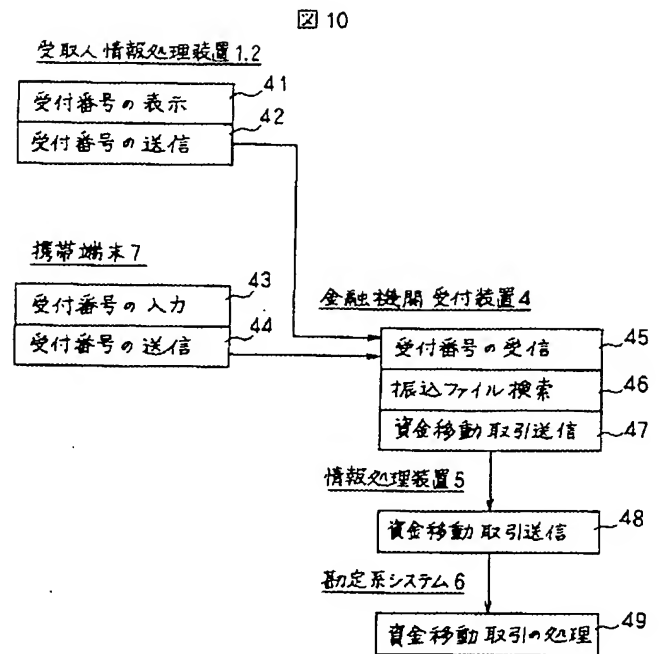 図 10
受取人情報処理装置1.2
受付番号の表示
41
受付番号の送信
42
携帯端末7
受付番号の入力
43
受付番号の送信
44
金融機関受付装置4
受付番号の受信
45
振込ファイル検索
46
資金移動取引送信
47
情報処理装置5
資金移動取引送信
48
勘定系システム6
資金移動取引の処理
49